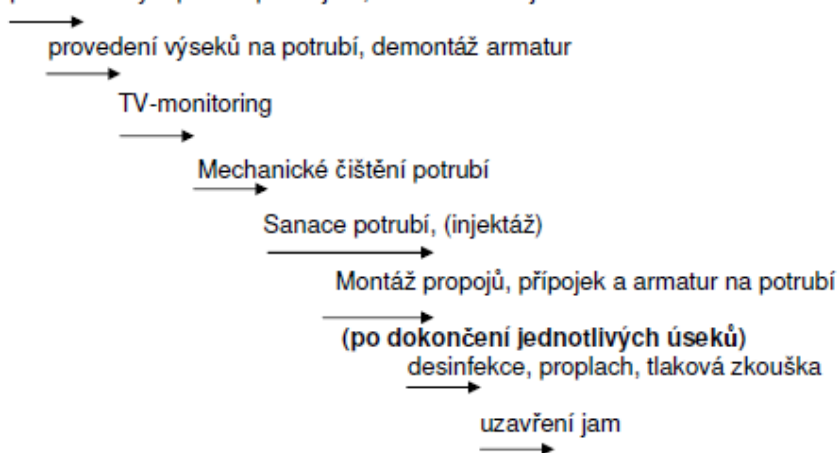 provedení výseků na potrubí, demontáž armatur
TV-monitoring
Mechanické čištění potrubí
Sanace potrubí, (injektáž)
Montáž propojů, přípojek a armatur na potrubí
(po dokončení jednotlivých úseků)
desinfekce, proplach, tlaková zkouška
uzavření jam